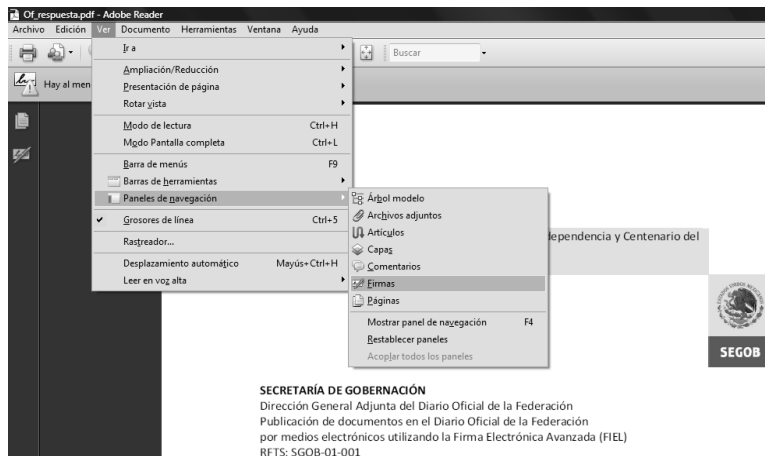 Of_respuesta.pdf - Adobe Reader
Archivo Edición Ver Documento Herramientas Ventana Ayuda
Buscar
Hay al men
Ir a
Ampliación/Reducción
Presentación de página
Rotar vista
Modo de lectura Ctrl+H
Modo Pantalla completa Ctrl+L
Barra de menús F9
Barras de herramientas
Paneles de navegación
Grosores de línea Ctrl+5
Rastreador...
Desplazamiento automático Mayús+Ctrl+H
Leer en voz alta
Árbol modelo
Archivos adjuntos
Artículos
Capas
Comentarios
Firmas
Páginas
Mostrar panel de navegación F4
Restablecer paneles
Acoplar todos los paneles
dependencia y Centenario del
SEGOB
SECRETARÍA DE GOBERNACIÓN
Dirección General Adjunta del Diario Oficial de la Federación
Publicación de documentos en el Diario Oficial de la Federación
por medios electrónicos utilizando la Firma Electrónica Avanzada (FIEL)
RFTS: SGOB-01-001